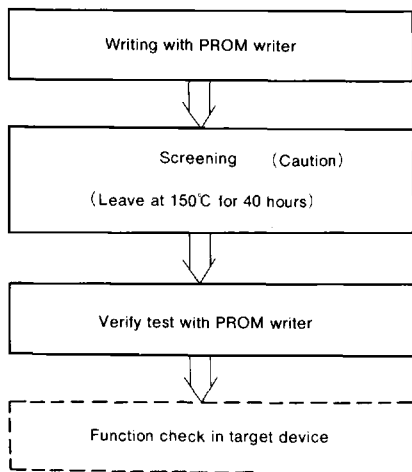 Writing with PROM writer
Screening (Caution)
(Leave at 150℃ for 40 hours)
Verify test with PROM writer
Function check in target device